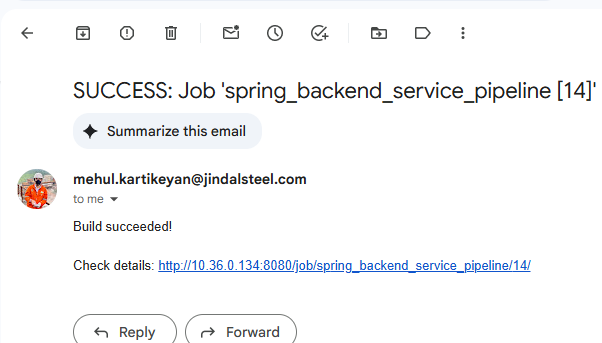 SUCCESS: Job 'spring_backend_service_pipeline [14]'
Summarize this email
mehul.kartikeyan@jindalsteel.com
to me
Build succeeded!
Check details: http://10.36.0.134:8080/job/spring_backend_service_pipeline/14/
Reply
Forward